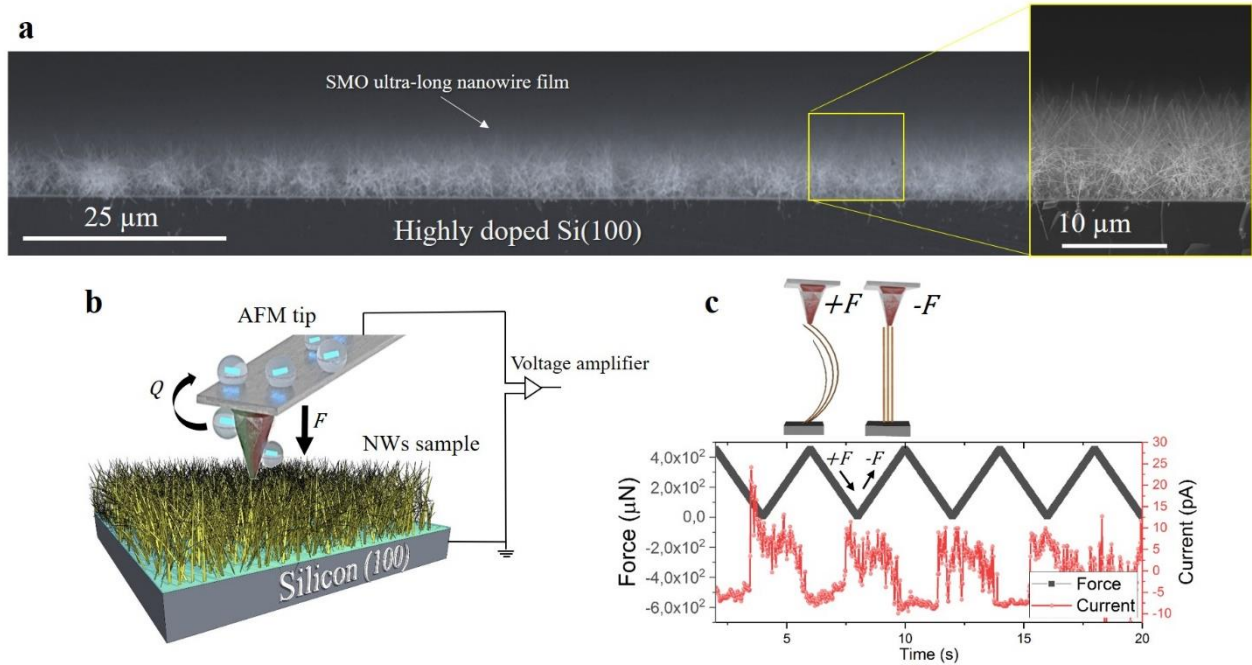 a
SMO ultra-long nanowire film
25 µm
Highly doped Si(100)
10 µm
b
AFM tip
Q
F
Voltage amplifier
NWs sample
Silicon (100)
c
+F
-F
+F
-F
4,0x10²
2,0x10²
0,0
-2,0x10²
-4,0x10²
-6,0x10²
Force (µN)
30
25
20
15
10
5
0
-5
-10
Current (pA)
Force
Current
5
10
15
20
Time (s)